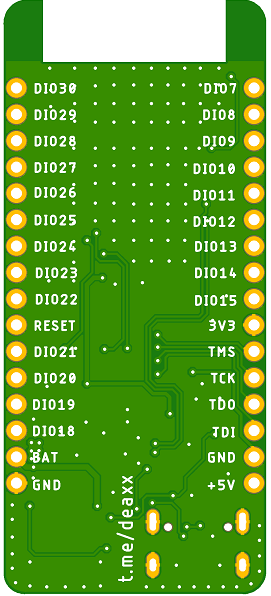 DIO30 DIO7
DIO29 DIO8
DIO28 DIO9
DIO27 DIO10
DIO26 DIO11
DIO25 DIO12
DIO24 DIO13
DIO23 DIO14
DIO22 DIO15
RESET 3V3
DIO21 TMS
DIO20 TCK
DIO19 TDO
DIO18 TDI
BAT GND
GND +5V
t.me/deaxx